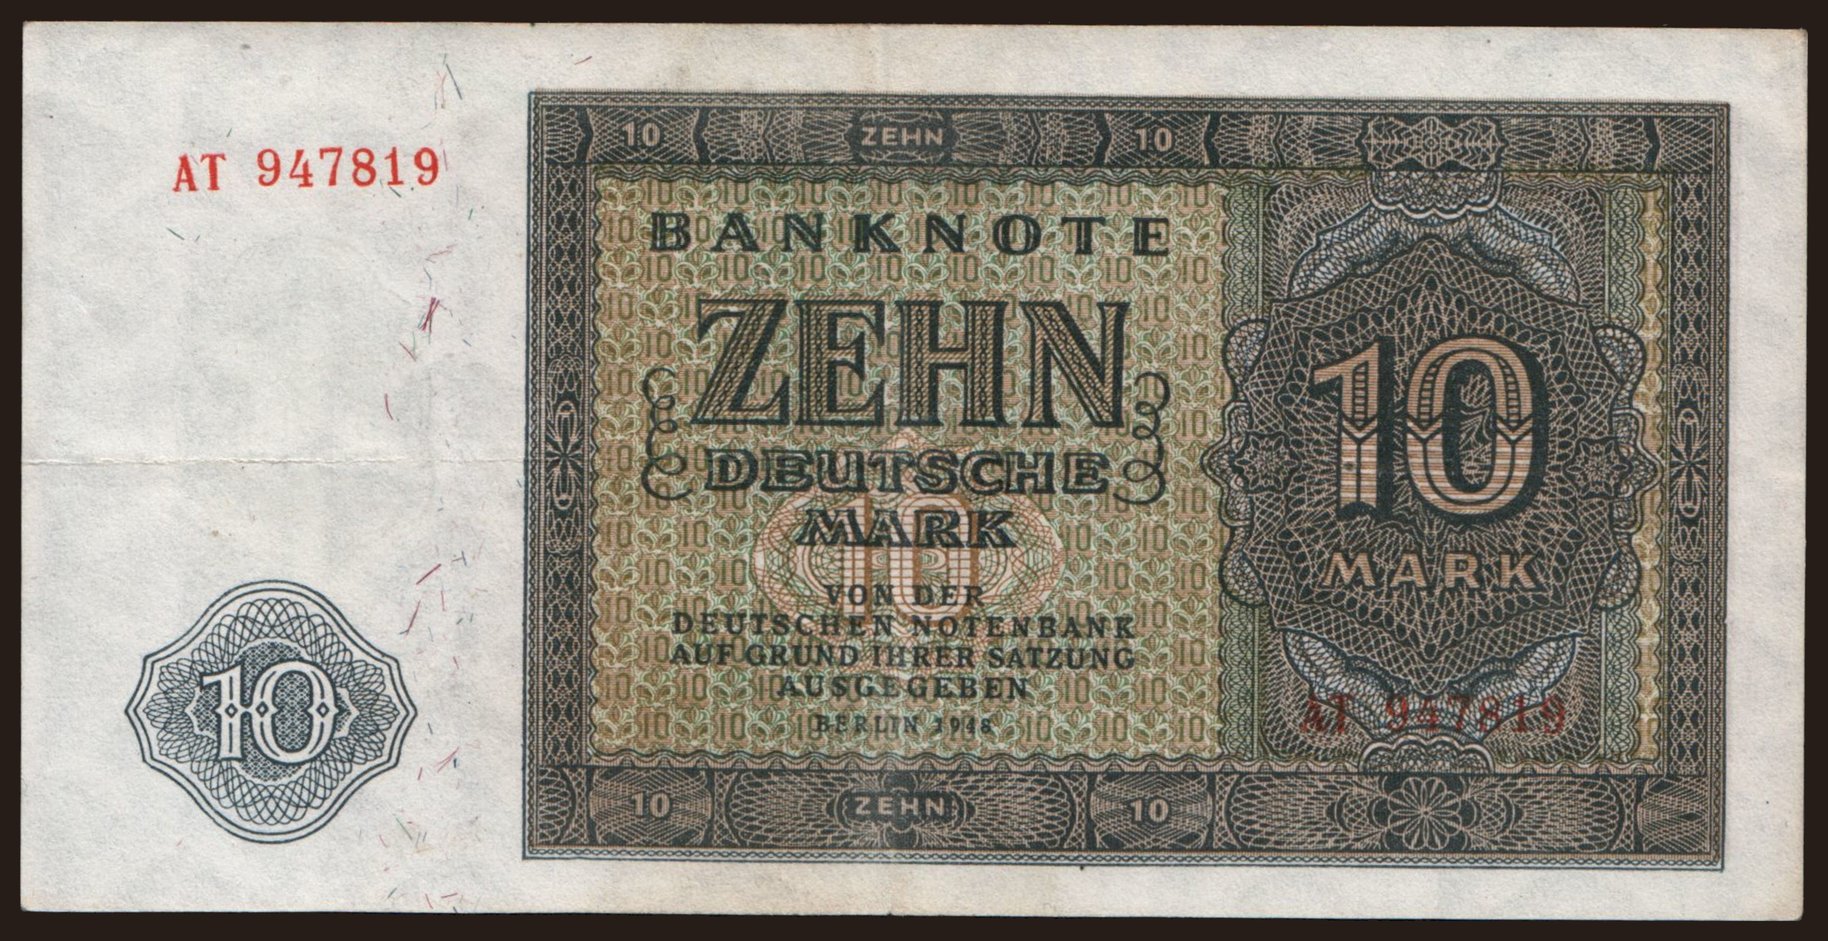 10 ZEHN 10
AT 947819
BANKNOTE
ZEHN
DEUTSCHE
MARK
10
MARK
10
VON DER
DEUTSCHEN NOTENBANK
AUF GRUND IHRER SATZUNG
AUSGEGEBEN
BERLIN 1948
AT 947819
10
10 ZEHN 10